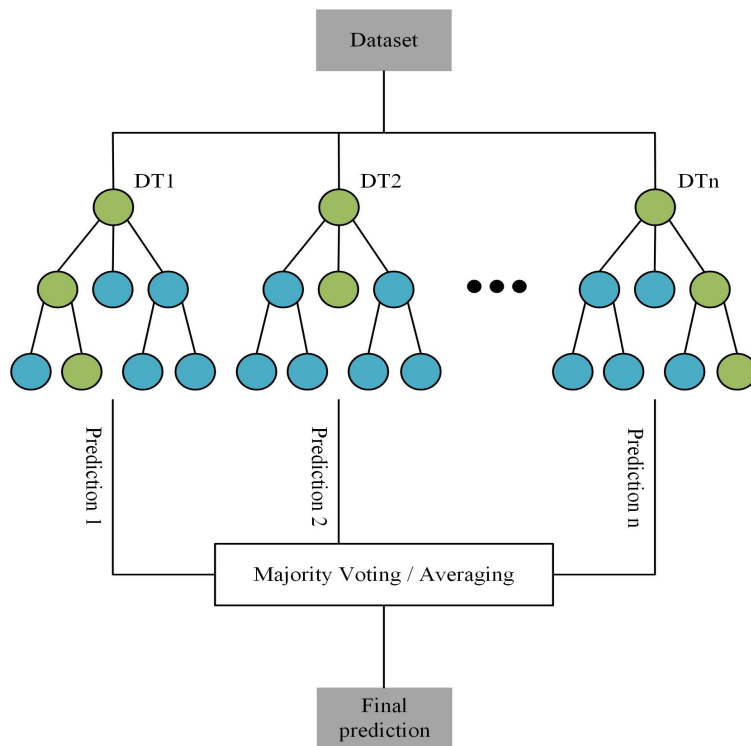 Dataset
DT1
DT2
DTn
Prediction 1
Prediction 2
Prediction n
Majority Voting / Averaging
Final
prediction